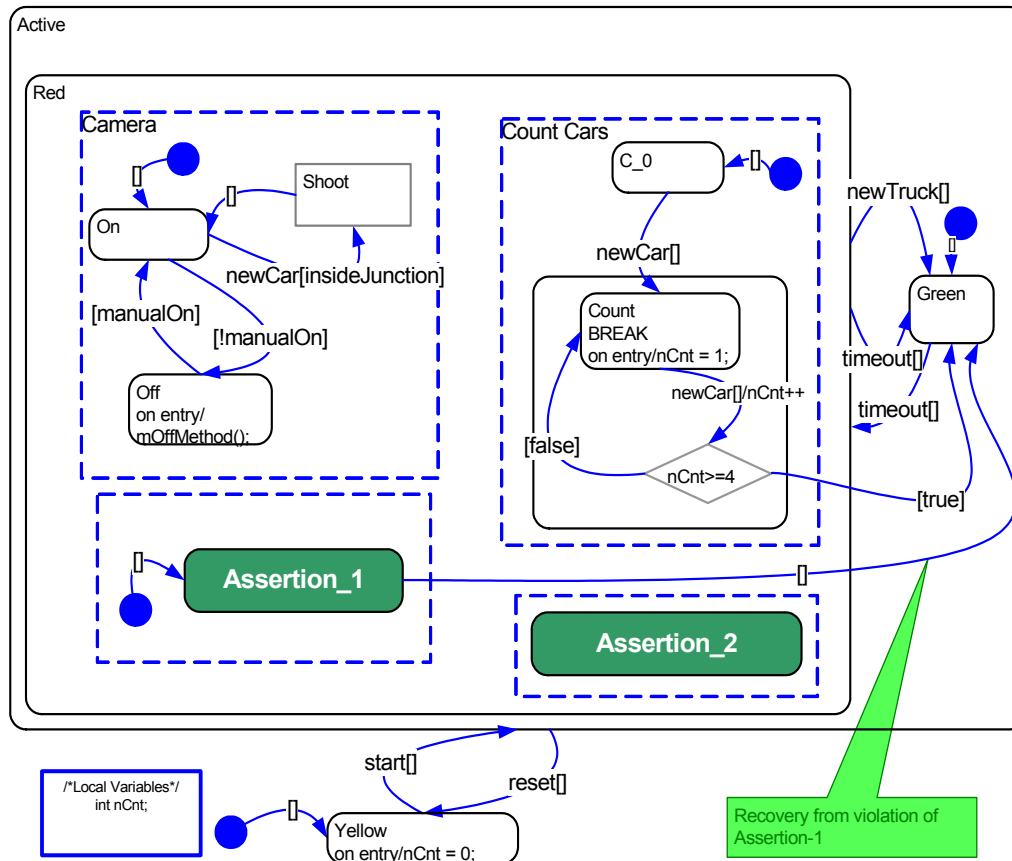 Active
Red
Camera
[]
On
Shoot
[]
newCar[insideJunction]
[manualOn]
[!manualOn]
Off
on entry/
mOffMethod();
Count Cars
C_0
[]
newCar[]
Count
BREAK
on entry/nCnt = 1;
newCar[]/nCnt++
[false]
nCnt>=4
[true]
newTruck[]
[]
Green
timeout[]
timeout[]
[]
Assertion_1
[]
Assertion_2
start[]
reset[]
/*Local Variables*/
int nCnt;
[]
Yellow
on entry/nCnt = 0;
Recovery from violation of
Assertion-1